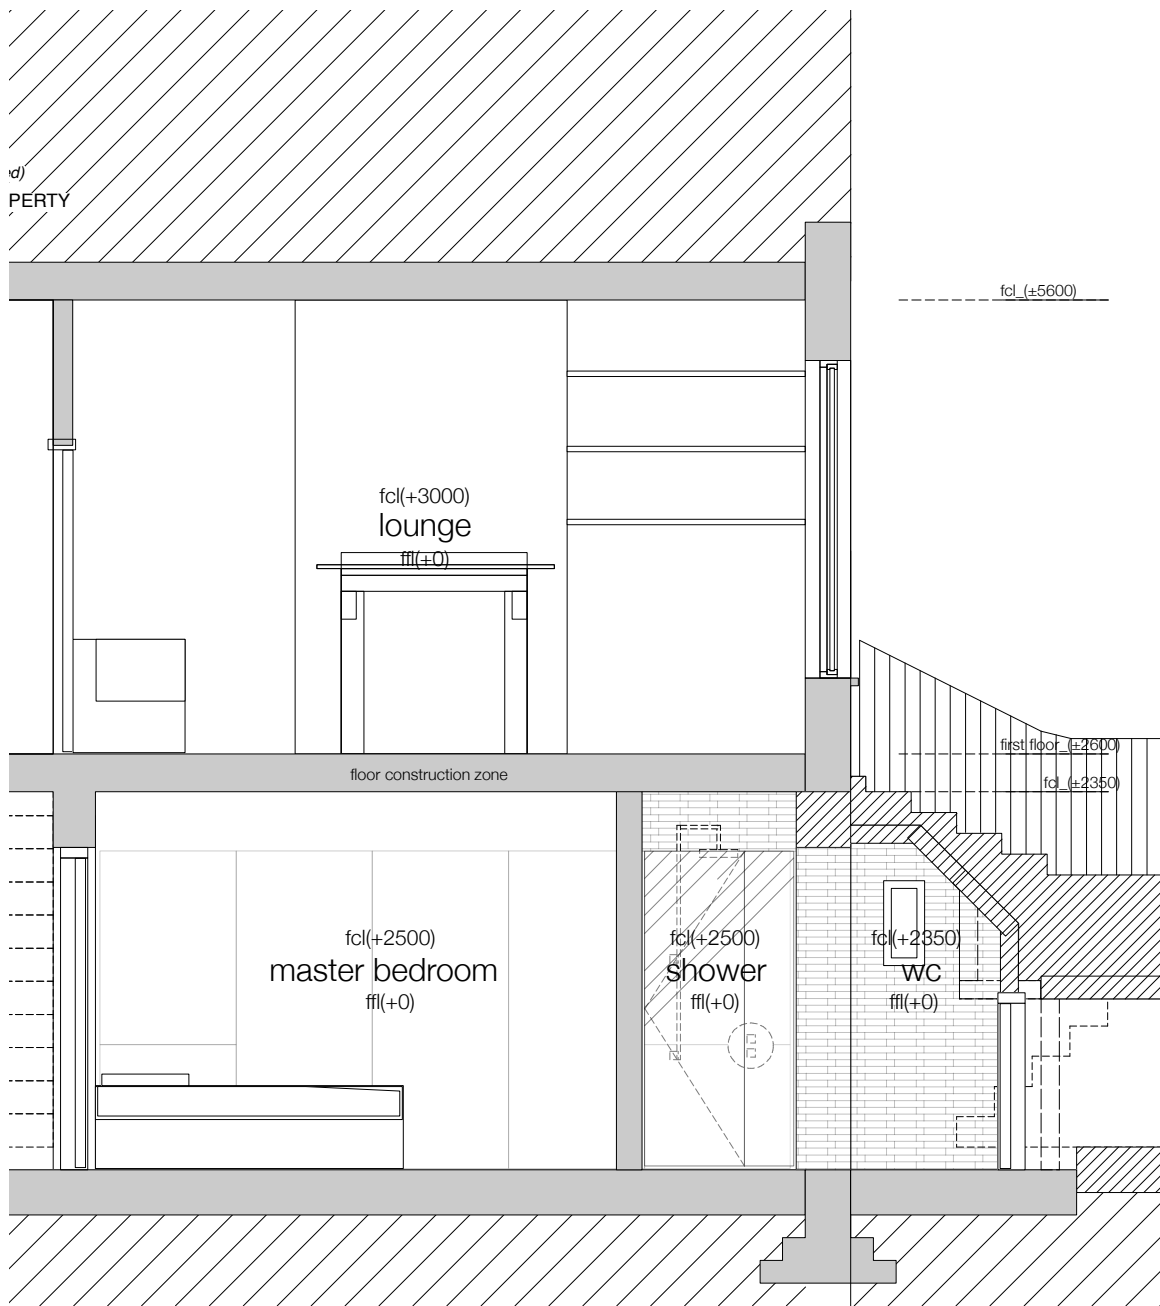 ed)
PERTY
fcl_(±5600)
fcl(+3000)
lounge
ffl(+0)
first floor_(±2600)
floor construction zone
fcl_(±2350)
fcl(+2500)
master bedroom
ffl(+0)
fcl(+2500)
shower
ffl(+0)
fcl(+2350)
wc
ffl(+0)